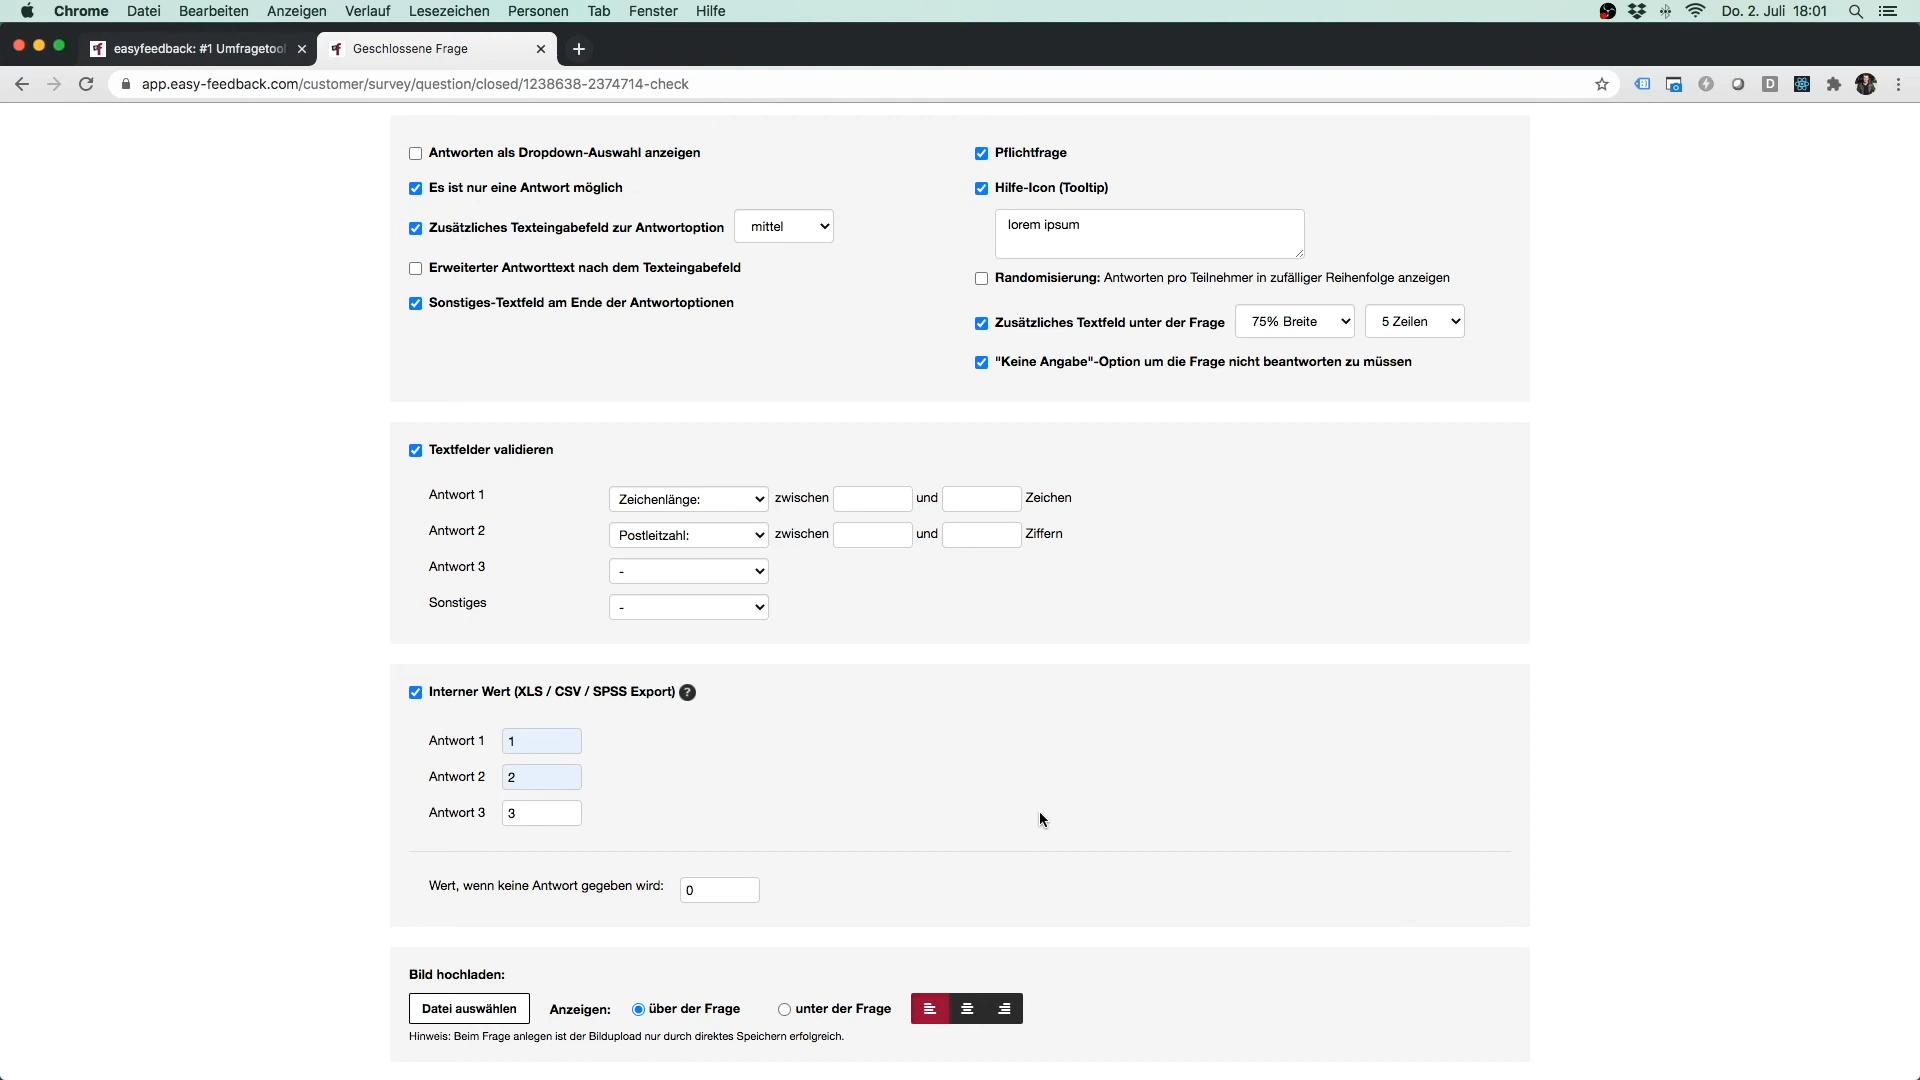 Chrome Datei Bearbeiten Anzeigen Verlauf Lesezeichen Personen Tab Fenster Hilfe Do. 2. Juli 18:01
easyfeedback: #1 Umfragetool Geschlossene Frage
app.easy-feedback.com/customer/survey/question/closed/1238638-2374714-check
Antworten als Dropdown-Auswahl anzeigen
Es ist nur eine Antwort möglich
Zusätzliches Texteingabefeld zur Antwortoption mittel
Erweiterter Antworttext nach dem Texteingabefeld
Sonstiges-Textfeld am Ende der Antwortoptionen
Pflichtfrage
Hilfe-Icon (Tooltip)
lorem ipsum
Randomisierung: Antworten pro Teilnehmer in zufälliger Reihenfolge anzeigen
Zusätzliches Textfeld unter der Frage 75% Breite 5 Zeilen
"Keine Angabe"-Option um die Frage nicht beantworten zu müssen
Textfelder validieren
Antwort 1 Zeichenlänge: zwischen und Zeichen
Antwort 2 Postleitzahl: zwischen und Ziffern
Antwort 3 -
Sonstiges -
Interner Wert (XLS / CSV / SPSS Export) ?
Antwort 1 1
Antwort 2 2
Antwort 3 3
Wert, wenn keine Antwort gegeben wird: 0
Bild hochladen:
Datei auswählen Anzeigen: über der Frage unter der Frage
Hinweis: Beim Frage anlegen ist der Bildupload nur durch direktes Speichern erfolgreich.